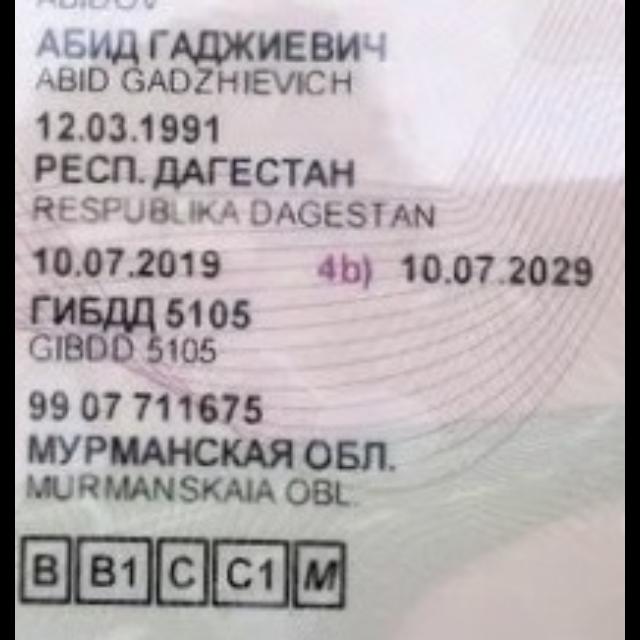 ABIDOV
АБИД ГАДЖИЕВИЧ
ABID GADZHIEVICH
12.03.1991
РЕСП. ДАГЕСТАН
RESPUBLIKA DAGESTAN
10.07.2019 4b) 10.07.2029
ГИБДД 5105
GIBDD 5105
99 07 711675
МУРМАНСКАЯ ОБЛ.
MURMANSKAIA OBL.
B B1 C C1 M